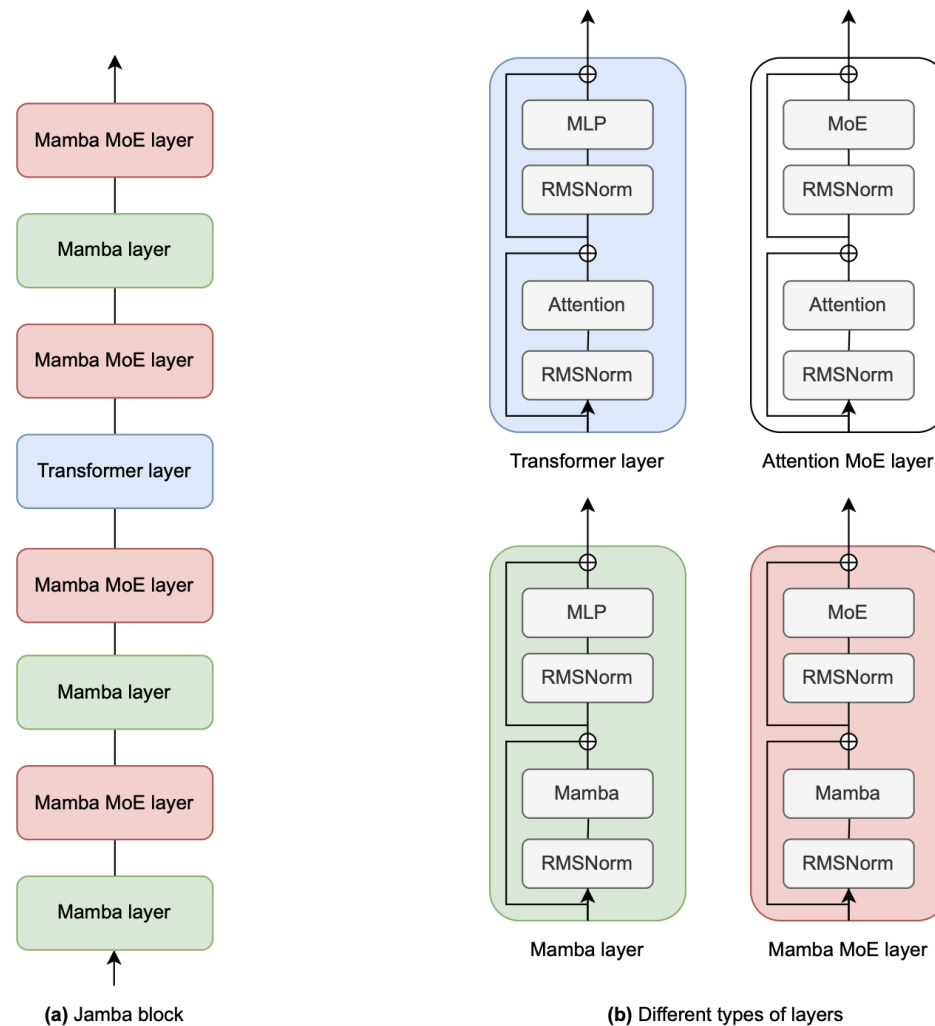 Mamba MoE layer
Mamba layer
Mamba MoE layer
Transformer layer
Mamba MoE layer
Mamba layer
Mamba MoE layer
Mamba layer
(a) Jamba block
MLP
RMSNorm
Attention
RMSNorm
Transformer layer
MoE
RMSNorm
Attention
RMSNorm
Attention MoE layer
MLP
RMSNorm
Mamba
RMSNorm
Mamba layer
MoE
RMSNorm
Mamba
RMSNorm
Mamba MoE layer
(b) Different types of layers